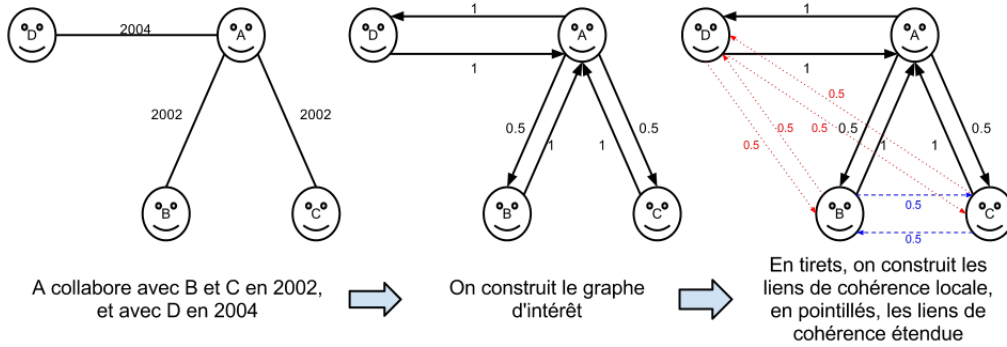 D
2004
A
2002
2002
B
C
A collabore avec B et C en 2002,
et avec D en 2004
D
1
A
1
0.5
0.5
1
1
B
C
On construit le graphe
d'intérêt
D
1
A
1
0.5
0.5
0.5
0.5
0.5
0.5
1
1
B
0.5
C
0.5
En tirets, on construit les
liens de cohérence locale,
en pointillés, les liens de
cohérence étendue